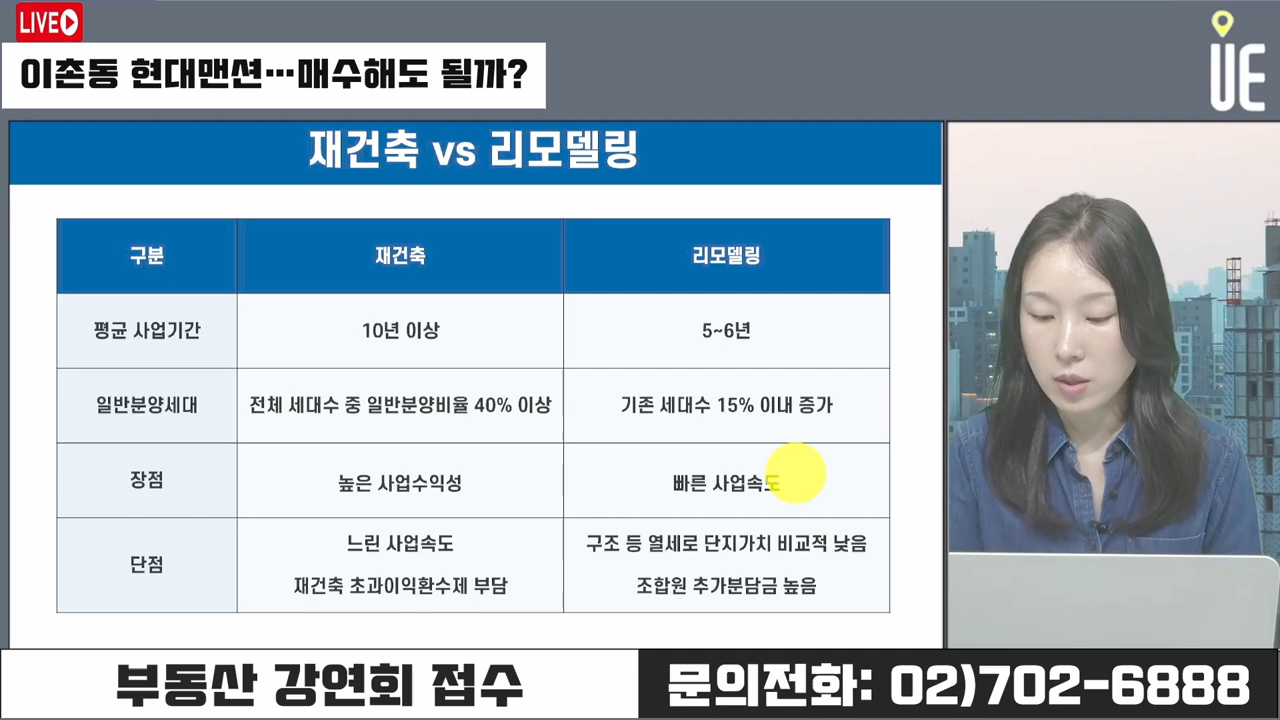 LIVE
이촌동 현대맨션…매수해도 될까?
UE
재건축 vs 리모델링
구분 재건축 리모델링
평균 사업기간 10년 이상 5~6년
일반분양세대 전체 세대수 중 일반분양비율 40% 이상 기존 세대수 15% 이내 증가
장점 높은 사업수익성 빠른 사업속도
단점 느린 사업속도 구조 등 열세로 단지가치 비교적 낮음
재건축 초과이익환수제 부담 조합원 추가분담금 높음
부동산 강연회 접수 문의전화: 02)702-6888